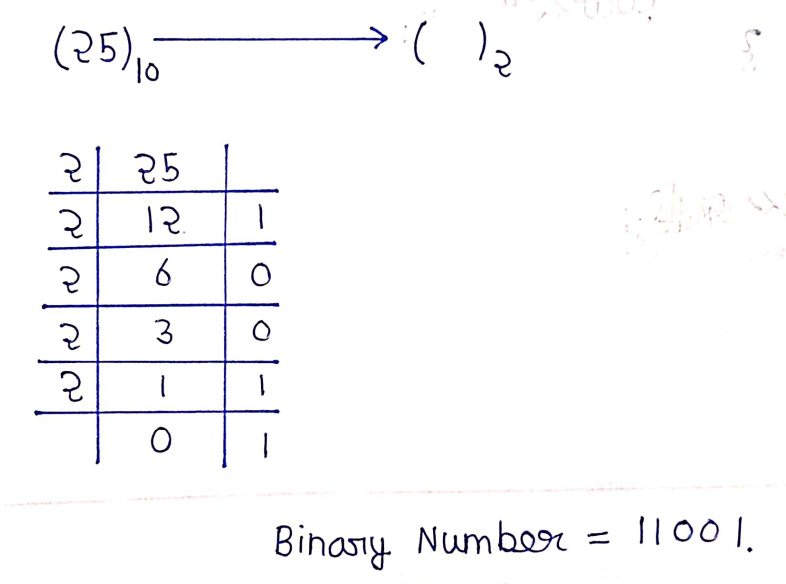 (25)10 → ( )2
2 | 25 |
2 | 12 | 1
2 | 6 | 0
2 | 3 | 0
2 | 1 | 1
| 0 | 1
Binary Number = 11001.